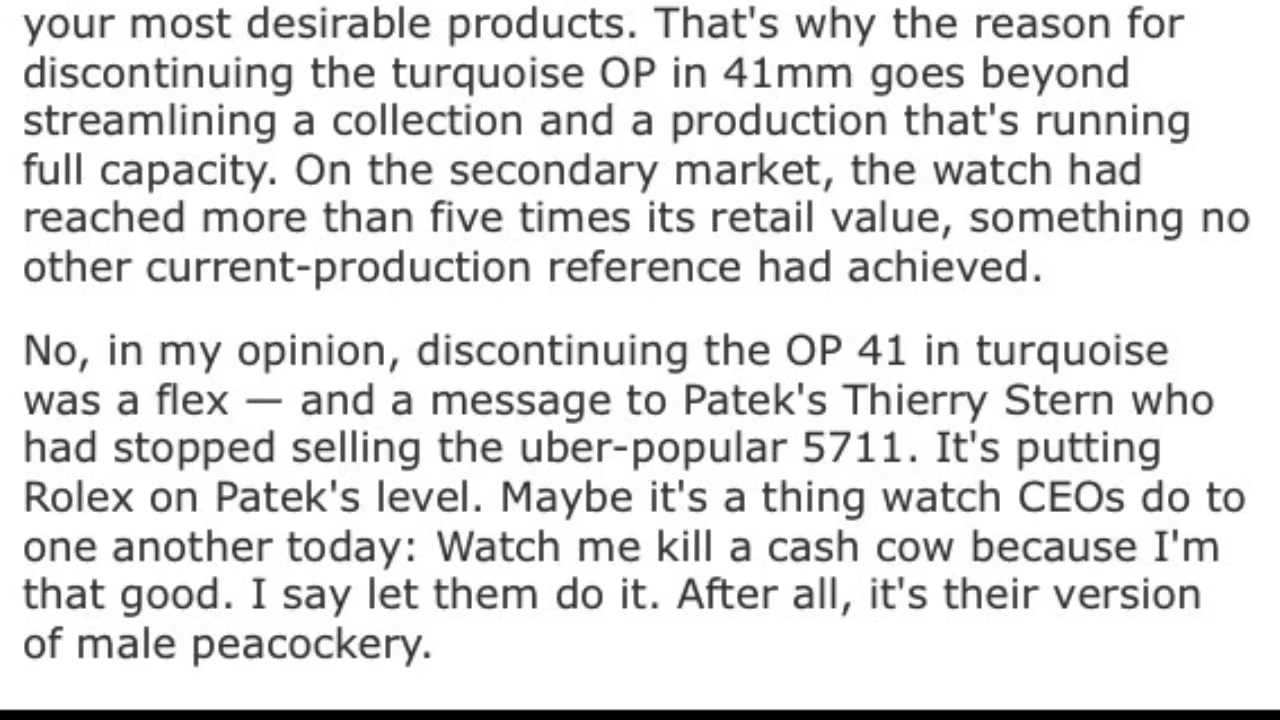 your most desirable products. That's why the reason for
discontinuing the turquoise OP in 41mm goes beyond
streamlining a collection and a production that's running
full capacity. On the secondary market, the watch had
reached more than five times its retail value, something no
other current-production reference had achieved.
No, in my opinion, discontinuing the OP 41 in turquoise
was a flex — and a message to Patek's Thierry Stern who
had stopped selling the uber-popular 5711. It's putting
Rolex on Patek's level. Maybe it's a thing watch CEOs do to
one another today: Watch me kill a cash cow because I'm
that good. I say let them do it. After all, it's their version
of male peacockery.